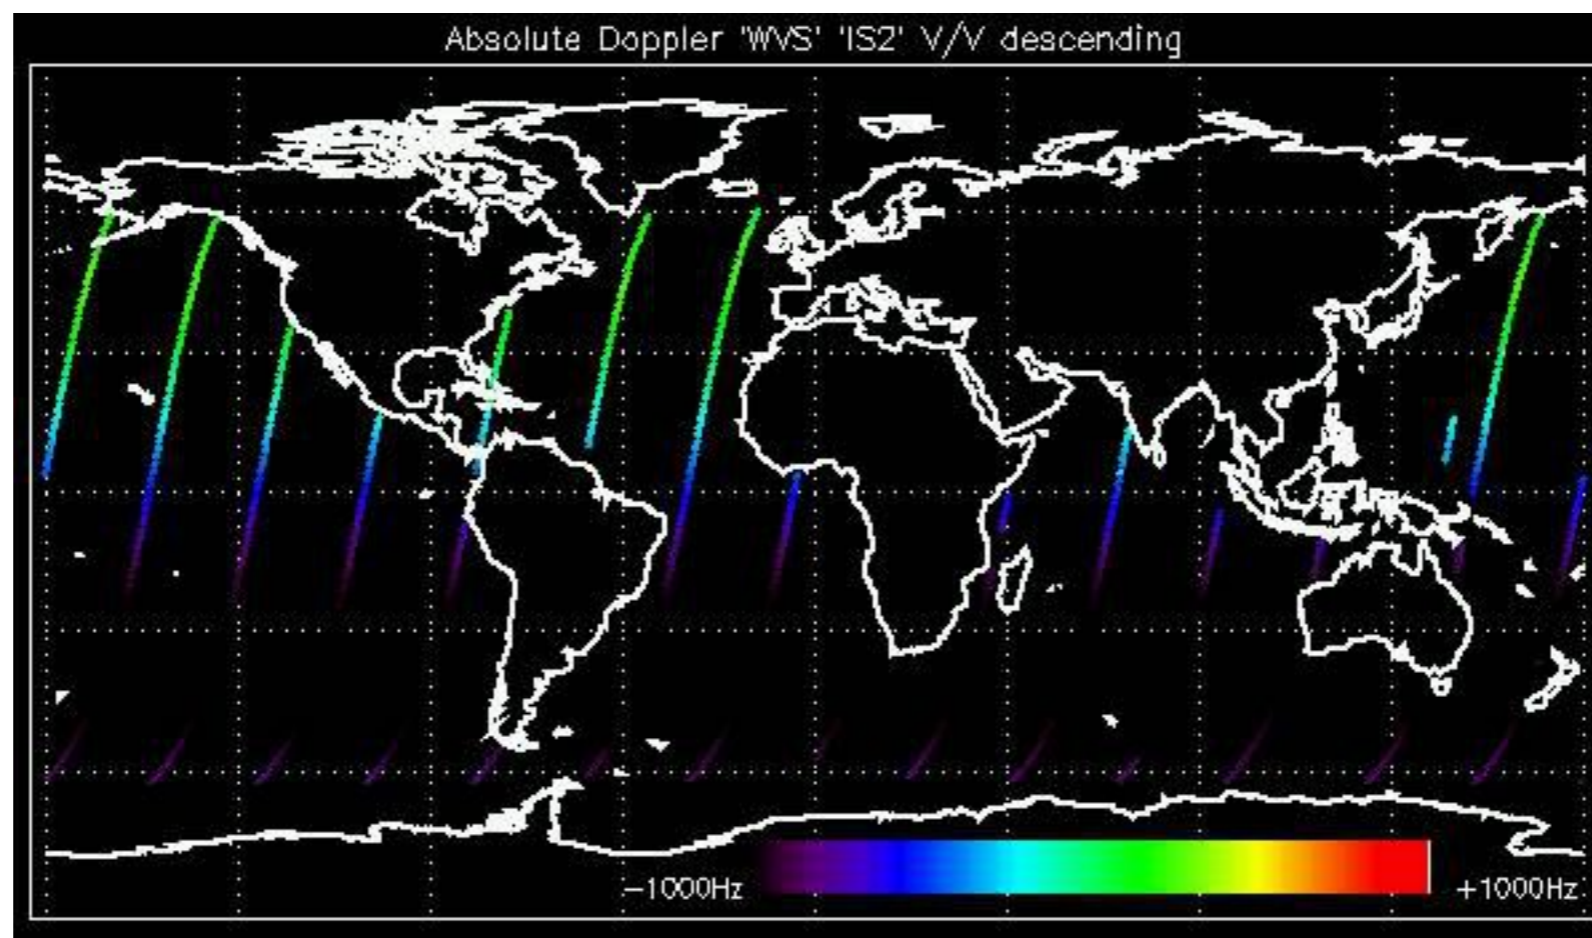 Absolute Doppler 'WVS' 'IS2' V/V descending
−1000Hz +1000Hz